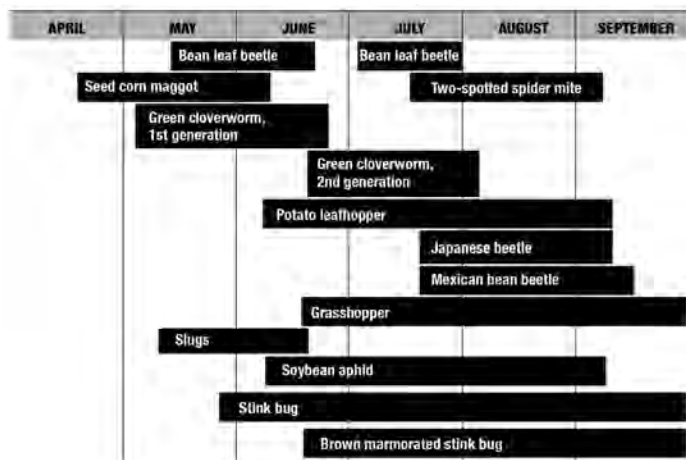 APRIL MAY JUNE JULY AUGUST SEPTEMBER
Bean leaf beetle Bean leaf beetle
Seed corn maggot Two-spotted spider mite
Green cloverworm,
1st generation
Green cloverworm,
2nd generation
Potato leafhopper
Japanese beetle
Mexican bean beetle
Grasshopper
Slugs
Soybean aphid
Stink bug
Brown marmorated stink bug